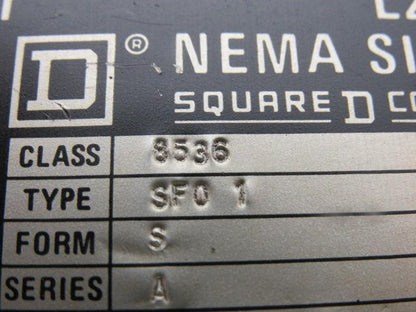 D ® NEMA SI
SQUARE D CO
CLASS 8536
TYPE SFO 1
FORM S
SERIES A